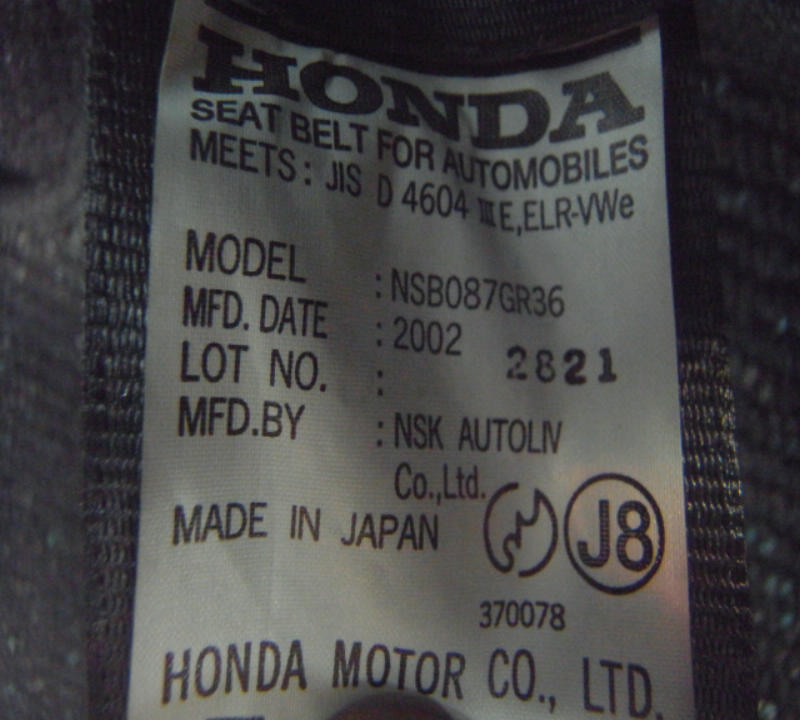 HONDA
SEAT BELT FOR AUTOMOBILES
MEETS: JIS D 4604 III E,ELR-VWe
MODEL : NSB087GR36
MFD. DATE : 2002
LOT NO. : 2821
MFD.BY : NSK AUTOLIV
Co.,Ltd.
MADE IN JAPAN
J8
370078
HONDA MOTOR CO., LTD.